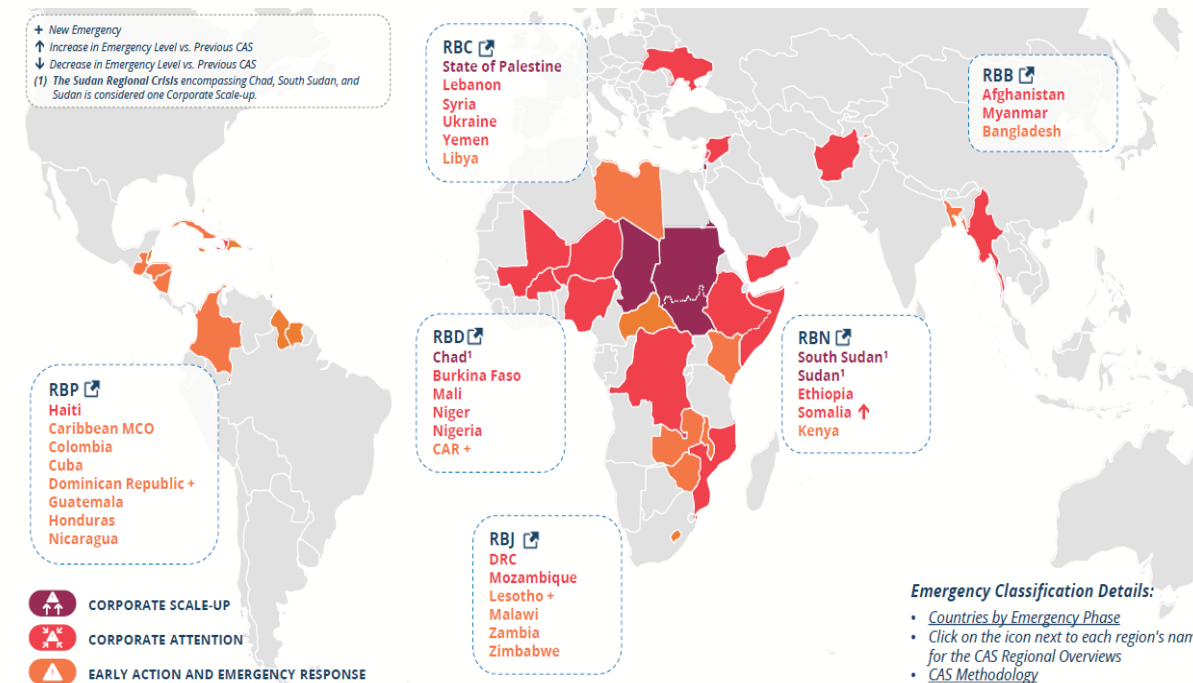 + New Emergency
↑ Increase in Emergency Level vs. Previous CAS
↓ Decrease in Emergency Level vs. Previous CAS
(1) The Sudan Regional Crisis encompassing Chad, South Sudan, and
Sudan is considered one Corporate Scale-up.
RBC
State of Palestine
Lebanon
Syria
Ukraine
Yemen
Libya
RBB
Afghanistan
Myanmar
Bangladesh
RBD
Chad¹
Burkina Faso
Mali
Niger
Nigeria
CAR +
RBN
South Sudan¹
Sudan¹
Ethiopia
Somalia ↑
Kenya
RBP
Haiti
Caribbean MCO
Colombia
Cuba
Dominican Republic +
Guatemala
Honduras
Nicaragua
RBJ
DRC
Mozambique
Lesotho +
Malawi
Zambia
Zimbabwe
CORPORATE SCALE-UP
CORPORATE ATTENTION
EARLY ACTION AND EMERGENCY RESPONSE
Emergency Classification Details:
• Countries by Emergency Phase
• Click on the icon next to each region's nam
for the CAS Regional Overviews
• CAS Methodology